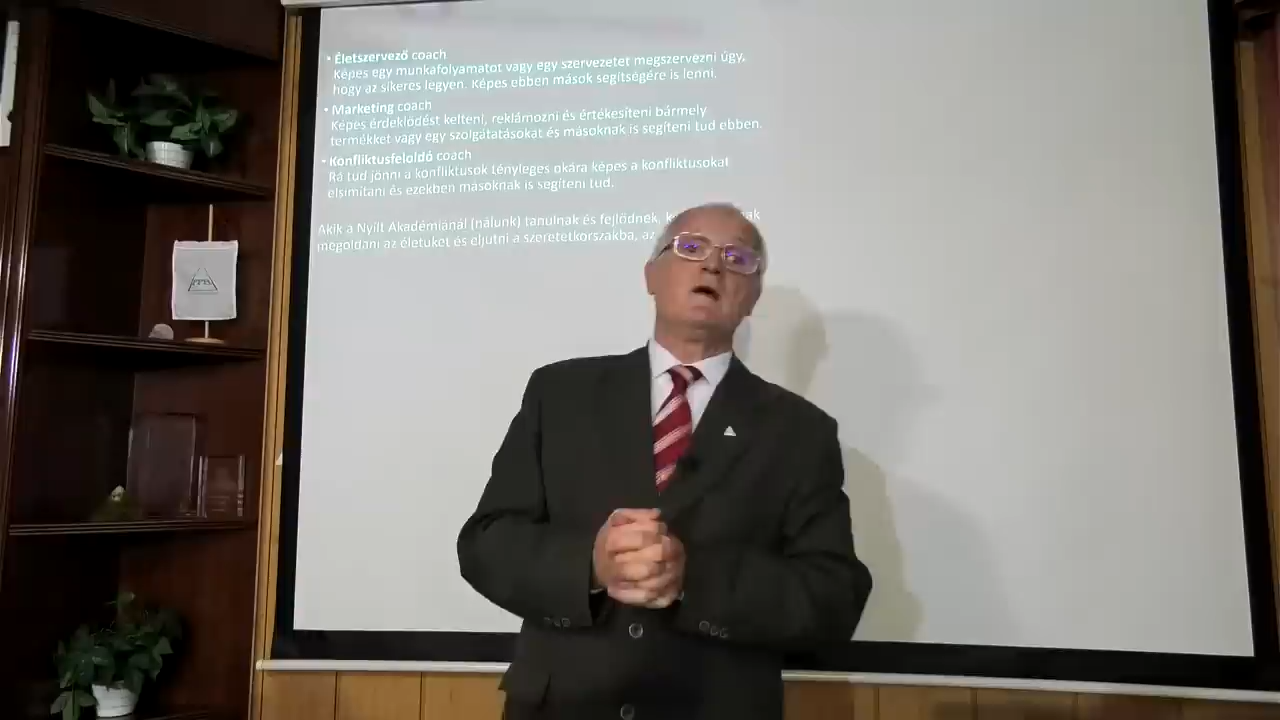 • Életszervező coach
Képes egy munkafolyamatot vagy egy szervezetet megszervezni úgy,
hogy az sikeres legyen. Képes ebben mások segítségére is lenni.
• Marketing coach
Képes érdeklődést kelteni, reklámozni és értékesíteni bármely
termékket vagy egy szolgátatásokat és másoknak is segíteni tud ebben.
• Konfliktusfeloldó coach
Rá tud jönni a konfliktusok tényleges okára képes a konfliktusokat
elsimítani és ezekben másoknak is segíteni tud.
Akik a Nyílt Akadémiánál (nálunk) tanulnak és fejlődnek,
megoldani az életüket és eljutni a szeretetkorszakba, az